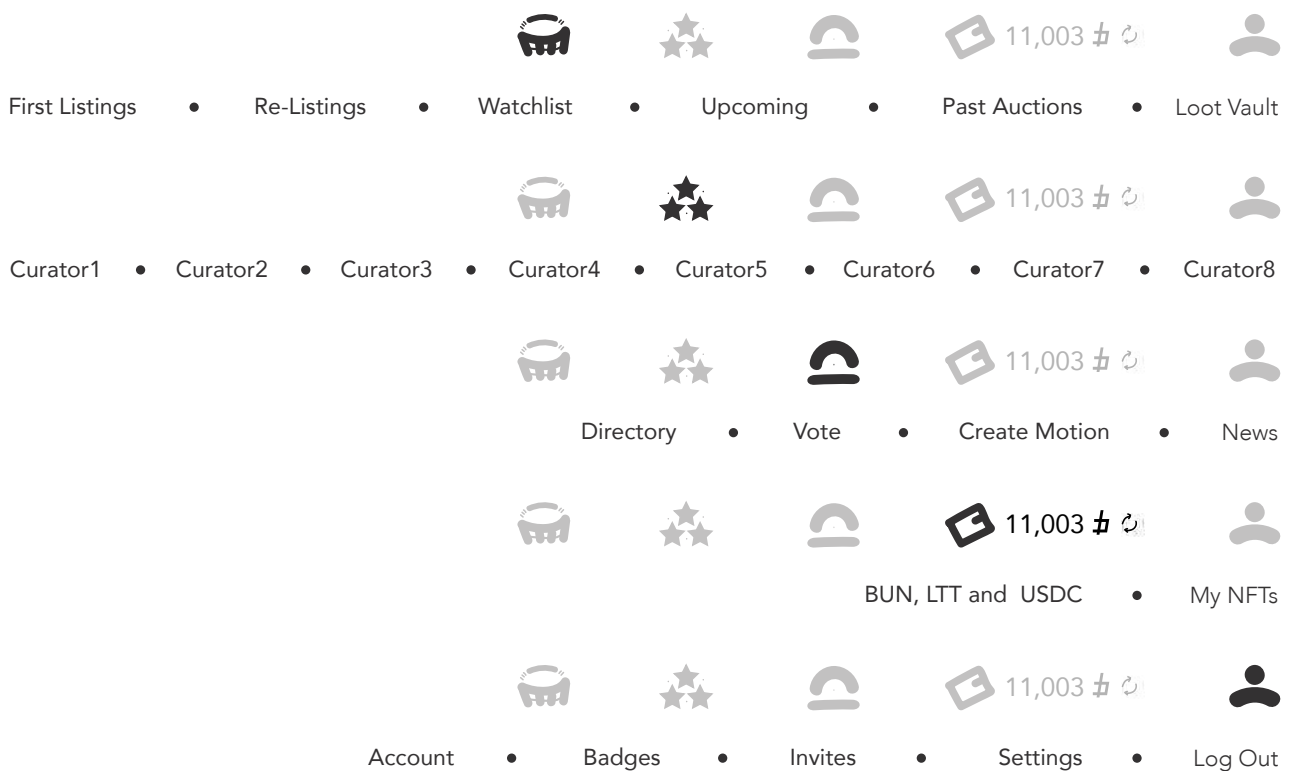 11,003
First Listings • Re-Listings • Watchlist • Upcoming • Past Auctions • Loot Vault
11,003
Curator1 • Curator2 • Curator3 • Curator4 • Curator5 • Curator6 • Curator7 • Curator8
11,003
Directory • Vote • Create Motion • News
11,003
BUN, LTT and USDC • My NFTs
11,003
Account • Badges • Invites • Settings • Log Out